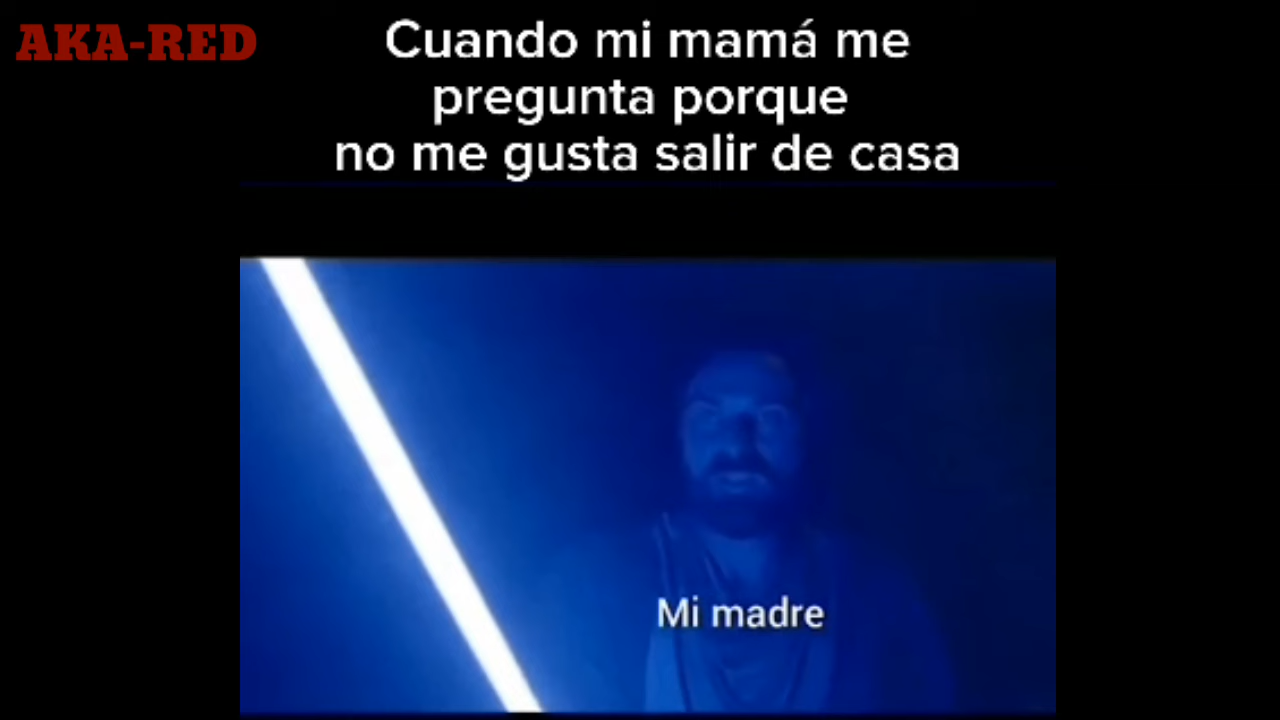 AKA-RED
Cuando mi mamá me
pregunta porque
no me gusta salir de casa
Mi madre